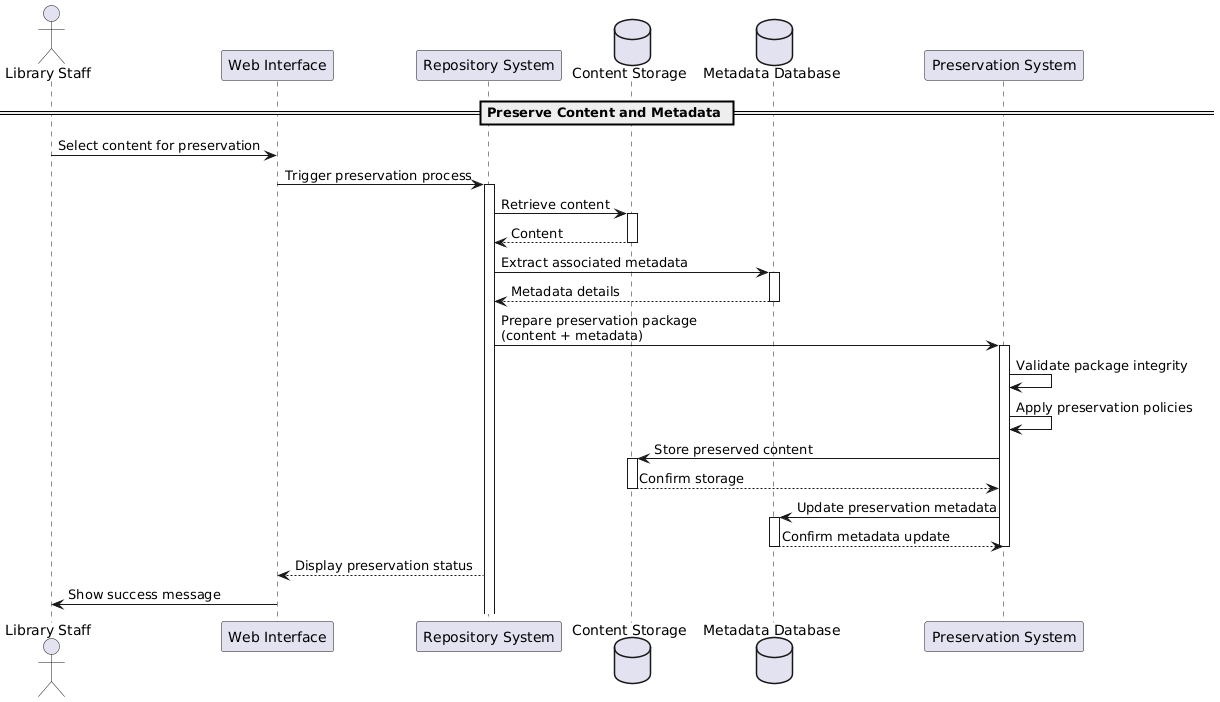 Library Staff
Web Interface
Repository System
Content Storage
Metadata Database
Preservation System
Preserve Content and Metadata
Select content for preservation
Trigger preservation process
Retrieve content
Content
Extract associated metadata
Metadata details
Prepare preservation package
(content + metadata)
Validate package integrity
Apply preservation policies
Store preserved content
Confirm storage
Update preservation metadata
Confirm metadata update
Display preservation status
Show success message
Library Staff
Web Interface
Repository System
Content Storage
Metadata Database
Preservation System